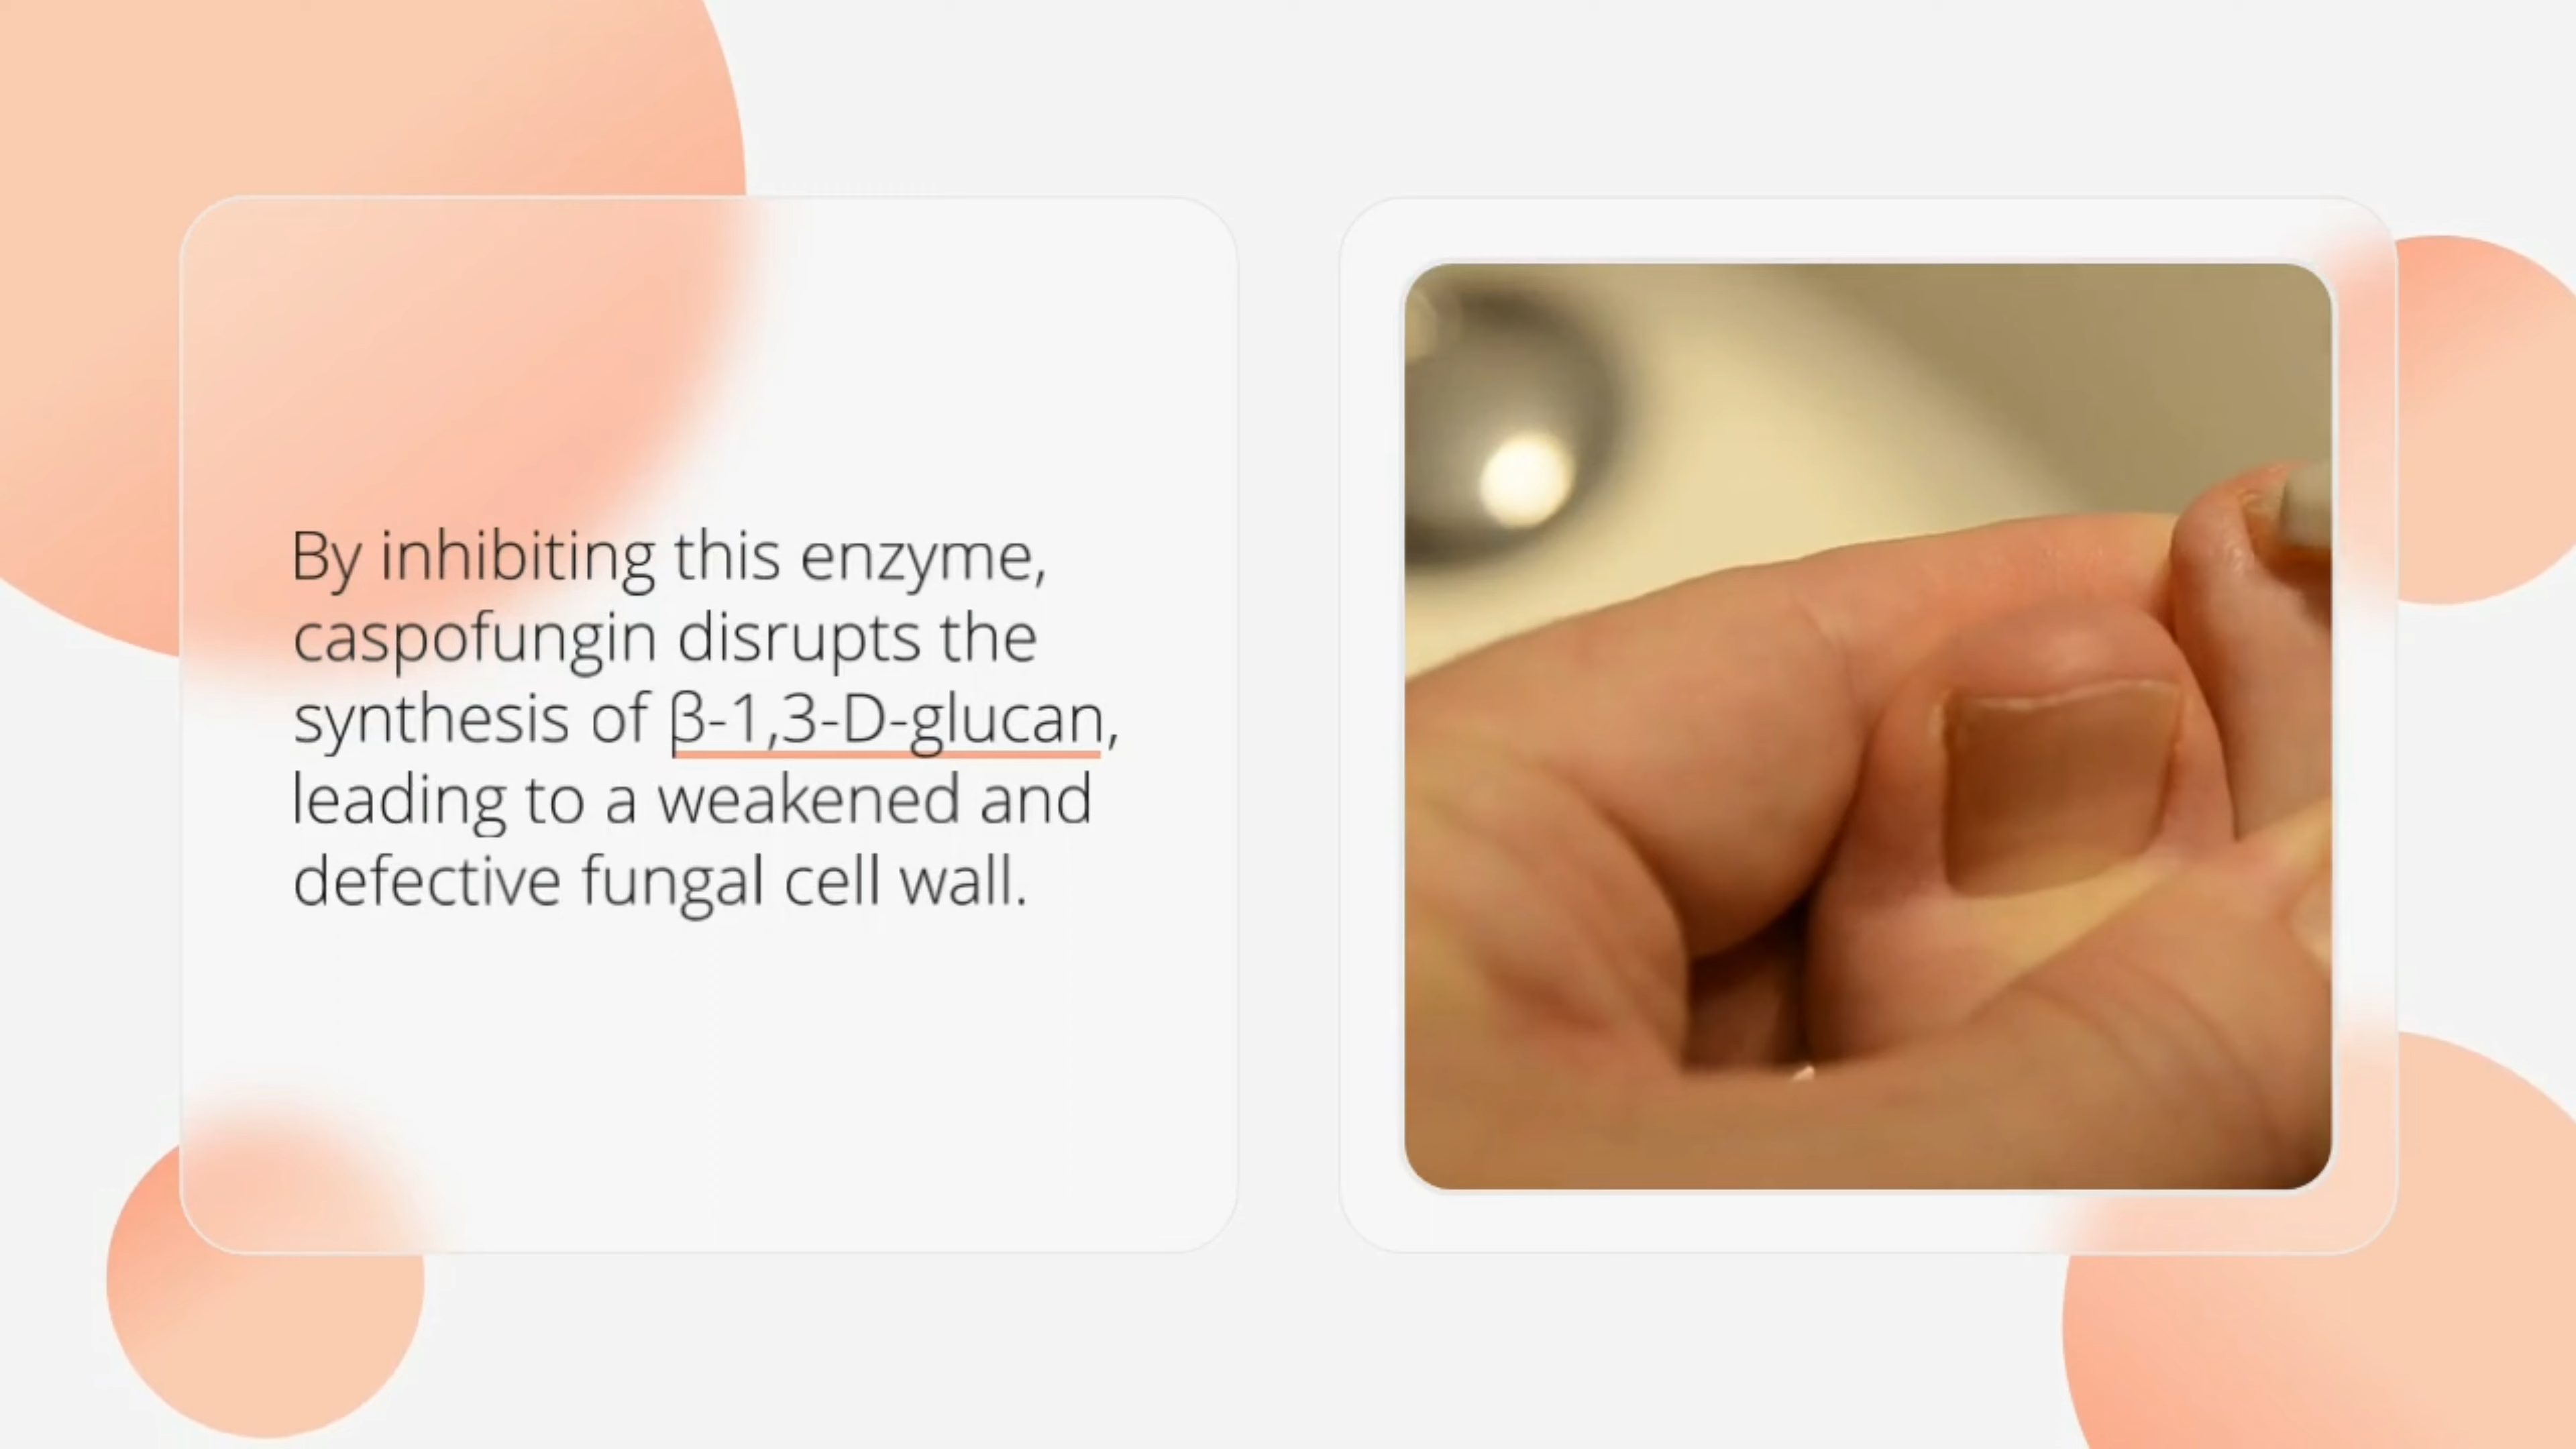 By inhibiting this enzyme,
caspofungin disrupts the
synthesis of β-1,3-D-glucan,
leading to a weakened and
defective fungal cell wall.